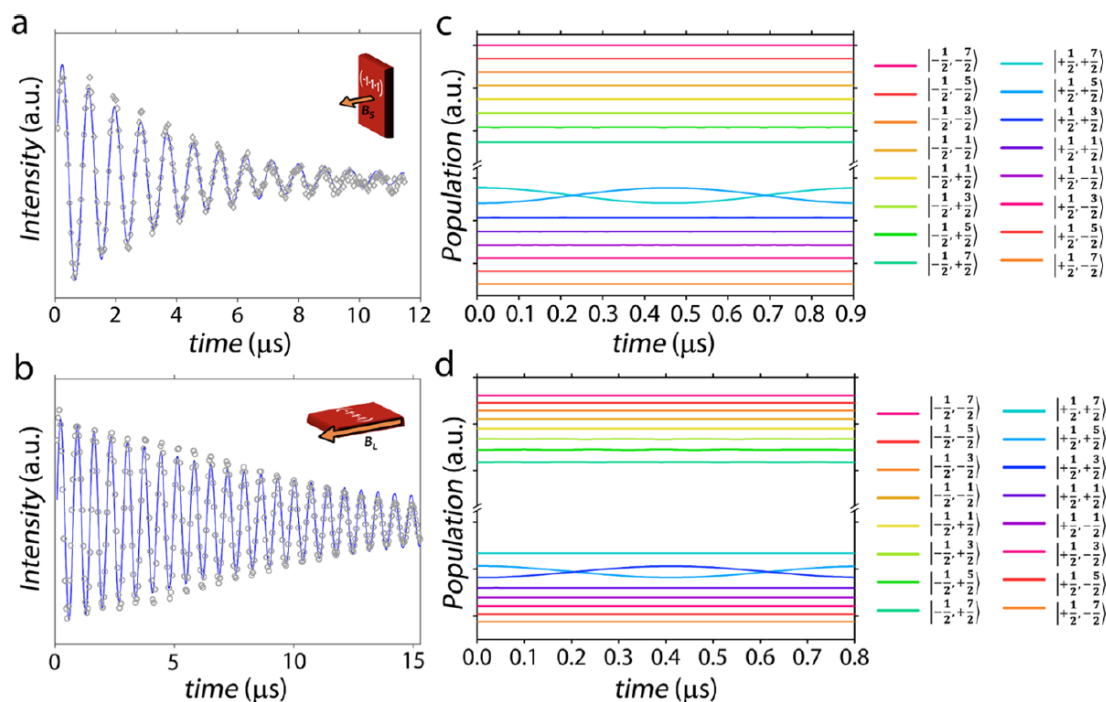 a
Intensity (a.u.)
(-1-1-1)
B_S
0 2 4 6 8 10 12
time (μs)
c
Population (a.u.)
0.0 0.1 0.2 0.3 0.4 0.5 0.6 0.7 0.8 0.9
time (μs)
|-1/2,-7/2⟩ |+1/2,+7/2⟩
|-1/2,-5/2⟩ |+1/2,+5/2⟩
|-1/2,-3/2⟩ |+1/2,+3/2⟩
|-1/2,-1/2⟩ |+1/2,+1/2⟩
|-1/2,+1/2⟩ |+1/2,-1/2⟩
|-1/2,+3/2⟩ |+1/2,-3/2⟩
|-1/2,+5/2⟩ |+1/2,-5/2⟩
|-1/2,+7/2⟩ |+1/2,-7/2⟩
b
Intensity (a.u.)
B_L
0 5 10 15
time (μs)
d
Population (a.u.)
0.0 0.1 0.2 0.3 0.4 0.5 0.6 0.7 0.8
time (μs)
|-1/2,-7/2⟩ |+1/2,+7/2⟩
|-1/2,-5/2⟩ |+1/2,+5/2⟩
|-1/2,-3/2⟩ |+1/2,+3/2⟩
|-1/2,-1/2⟩ |+1/2,+1/2⟩
|-1/2,+1/2⟩ |+1/2,-1/2⟩
|-1/2,+3/2⟩ |+1/2,-3/2⟩
|-1/2,+5/2⟩ |+1/2,-5/2⟩
|-1/2,+7/2⟩ |+1/2,-7/2⟩